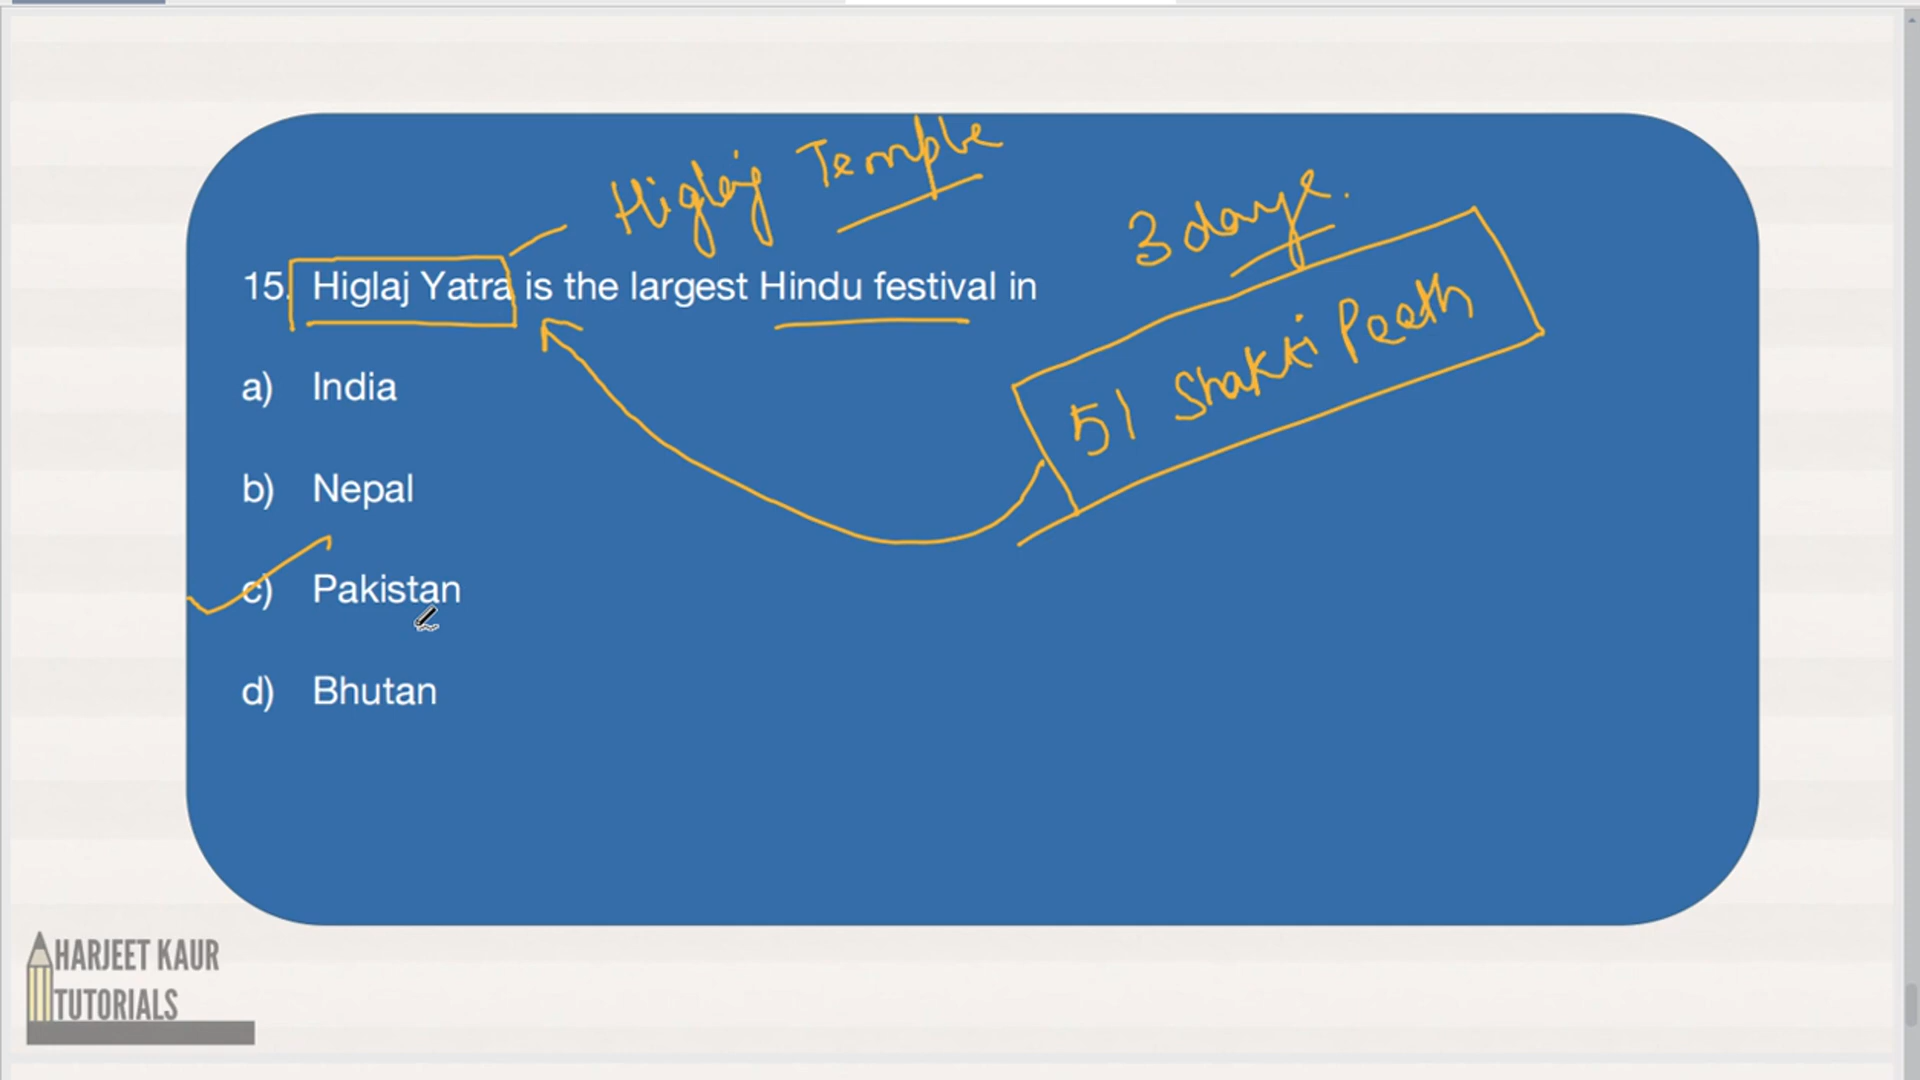 Higlaj Temple
3 days.
15. Higlaj Yatra is the largest Hindu festival in
51 Shakti Peeth
a) India
b) Nepal
c) Pakistan
d) Bhutan
HARJEET KAUR
TUTORIALS